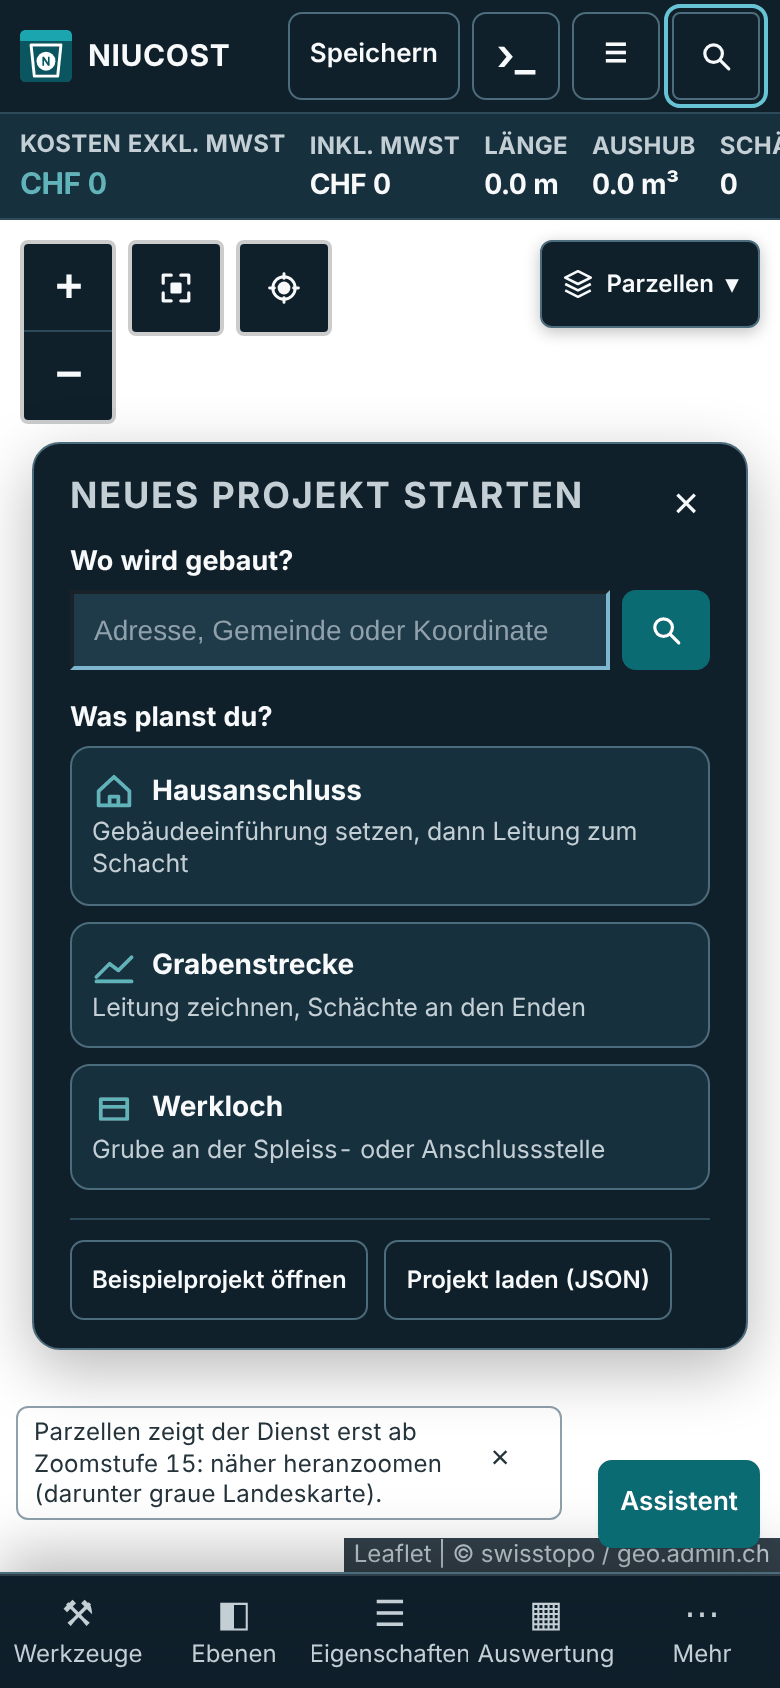 N NIUCOST Speichern ›_ ☰
KOSTEN EXKL. MWST INKL. MWST LÄNGE AUSHUB SCHÄ
CHF 0 CHF 0 0.0 m 0.0 m³ 0
+ Parzellen ▾
−
NEUES PROJEKT STARTEN ×
Wo wird gebaut?
Adresse, Gemeinde oder Koordinate
Was planst du?
Hausanschluss
Gebäudeeinführung setzen, dann Leitung zum
Schacht
Grabenstrecke
Leitung zeichnen, Schächte an den Enden
Werkloch
Grube an der Spleiss- oder Anschlussstelle
Beispielprojekt öffnen Projekt laden (JSON)
Parzellen zeigt der Dienst erst ab
Zoomstufe 15: näher heranzoomen ×
(darunter graue Landeskarte).
Assistent
Leaflet | © swisstopo / geo.admin.ch
Werkzeuge Ebenen Eigenschaften Auswertung Mehr